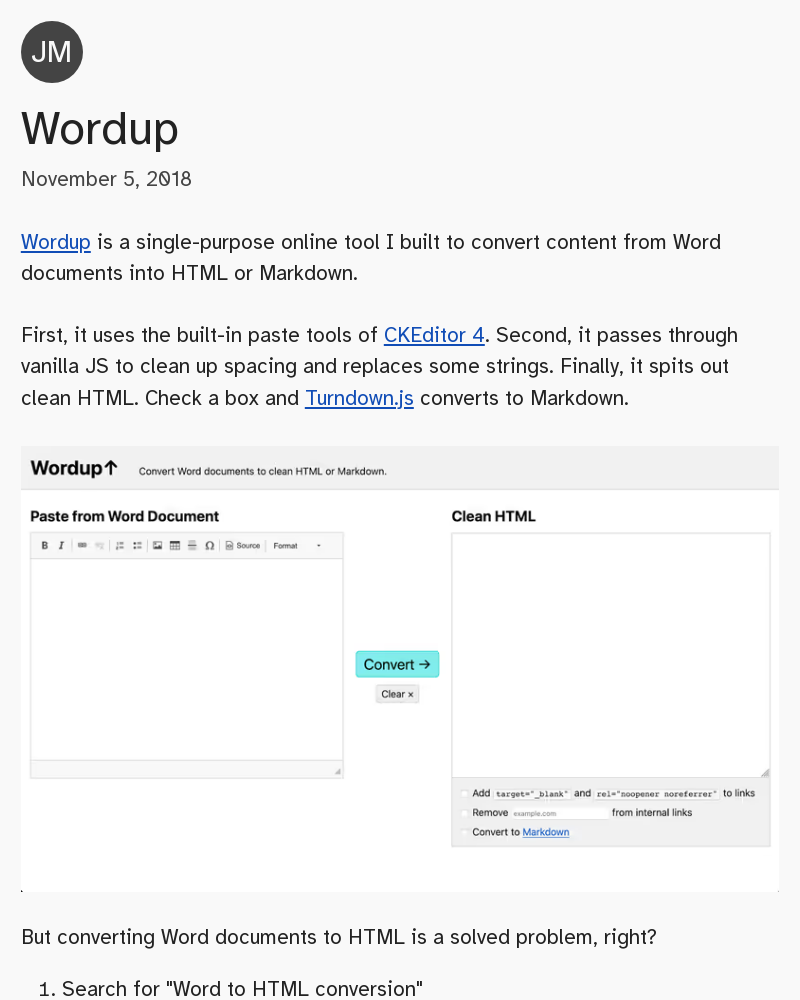 JM
Wordup
November 5, 2018
Wordup is a single-purpose online tool I built to convert content from Word
documents into HTML or Markdown.
First, it uses the built-in paste tools of CKEditor 4. Second, it passes through
vanilla JS to clean up spacing and replaces some strings. Finally, it spits out
clean HTML. Check a box and Turndown.js converts to Markdown.
Wordup↑ Convert Word documents to clean HTML or Markdown.
Paste from Word Document
B I Ω Source Format
Convert →
Clear ×
Clean HTML
Add target="_blank" and rel="noopener noreferrer" to links
Remove example.com from internal links
Convert to Markdown
But converting Word documents to HTML is a solved problem, right?
1. Search for "Word to HTML conversion"